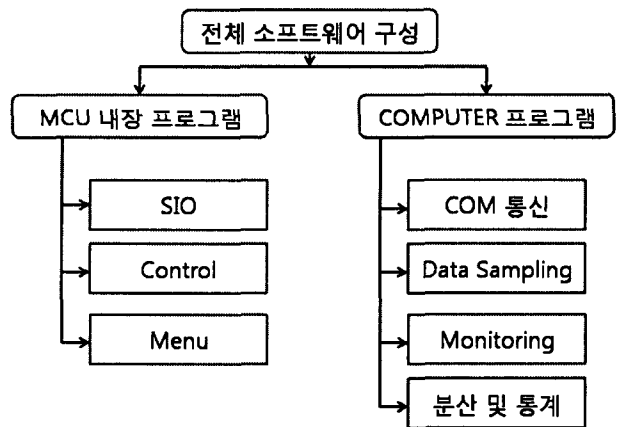 전체 소프트웨어 구성
MCU 내장 프로그램
SIO
Control
Menu
COMPUTER 프로그램
COM 통신
Data Sampling
Monitoring
분산 및 통계